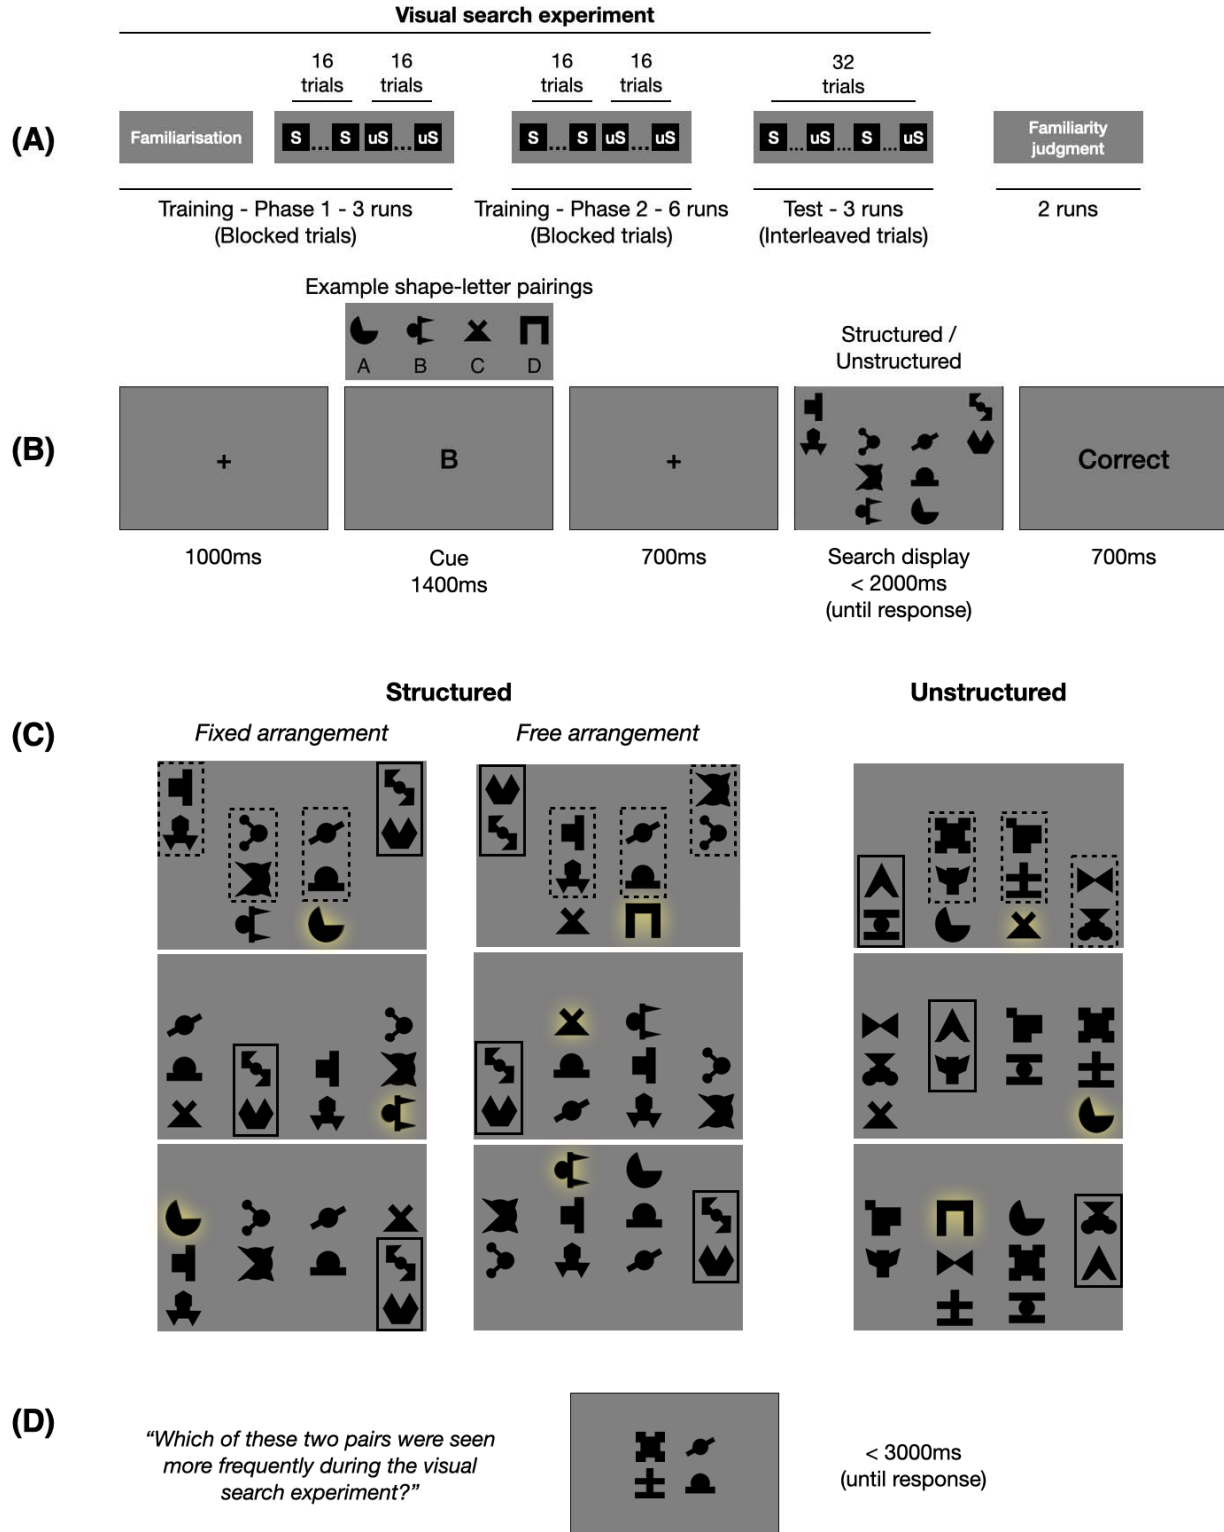 Visual search experiment
16 trials
16 trials
16 trials
16 trials
32 trials
(A)
Familiarisation
S ... S uS ... uS
S ... S uS ... uS
S ... uS ... S ... uS
Familiarity
judgment
Training - Phase 1 - 3 runs
(Blocked trials)
Training - Phase 2 - 6 runs
(Blocked trials)
Test - 3 runs
(Interleaved trials)
2 runs
Example shape-letter pairings
A B C D
Structured /
Unstructured
(B)
+
B
+
Correct
1000ms
Cue
1400ms
700ms
Search display
< 2000ms
(until response)
700ms
Structured
Unstructured
(C)
Fixed arrangement
Free arrangement
(D)
“Which of these two pairs were seen
more frequently during the visual
search experiment?”
< 3000ms
(until response)